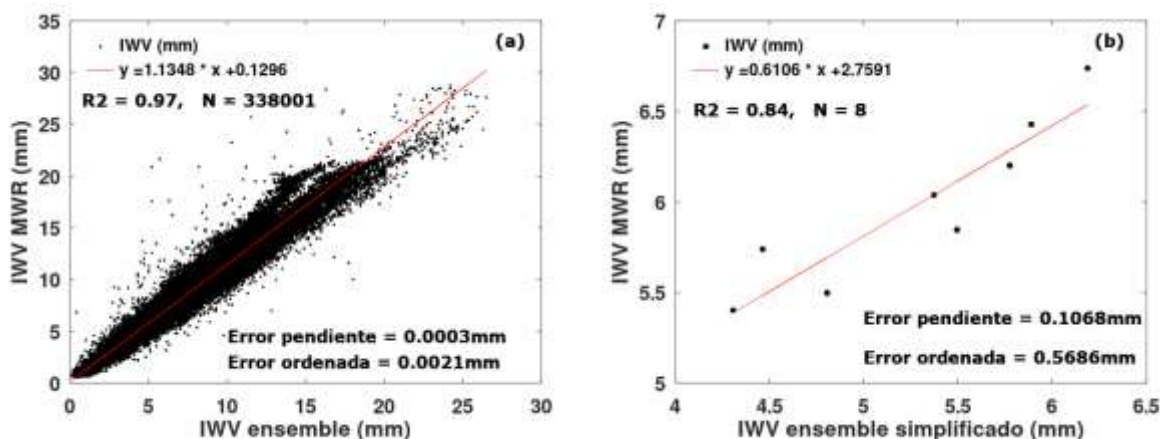 35
30
25
20
15
10
5
0
IWV MWR (mm)
(a)
IWV (mm)
y =1.1348 * x +0.1296
R2 = 0.97, N = 338001
Error pendiente = 0.0003mm
Error ordenada = 0.0021mm
0 5 10 15 20 25 30
IWV ensemble (mm)
7
6.5
6
5.5
5
IWV MWR (mm)
(b)
IWV (mm)
y =0.6106 * x +2.7591
R2 = 0.84, N = 8
Error pendiente = 0.1068mm
Error ordenada = 0.5686mm
4 4.5 5 5.5 6 6.5
IWV ensemble simplificado (mm)